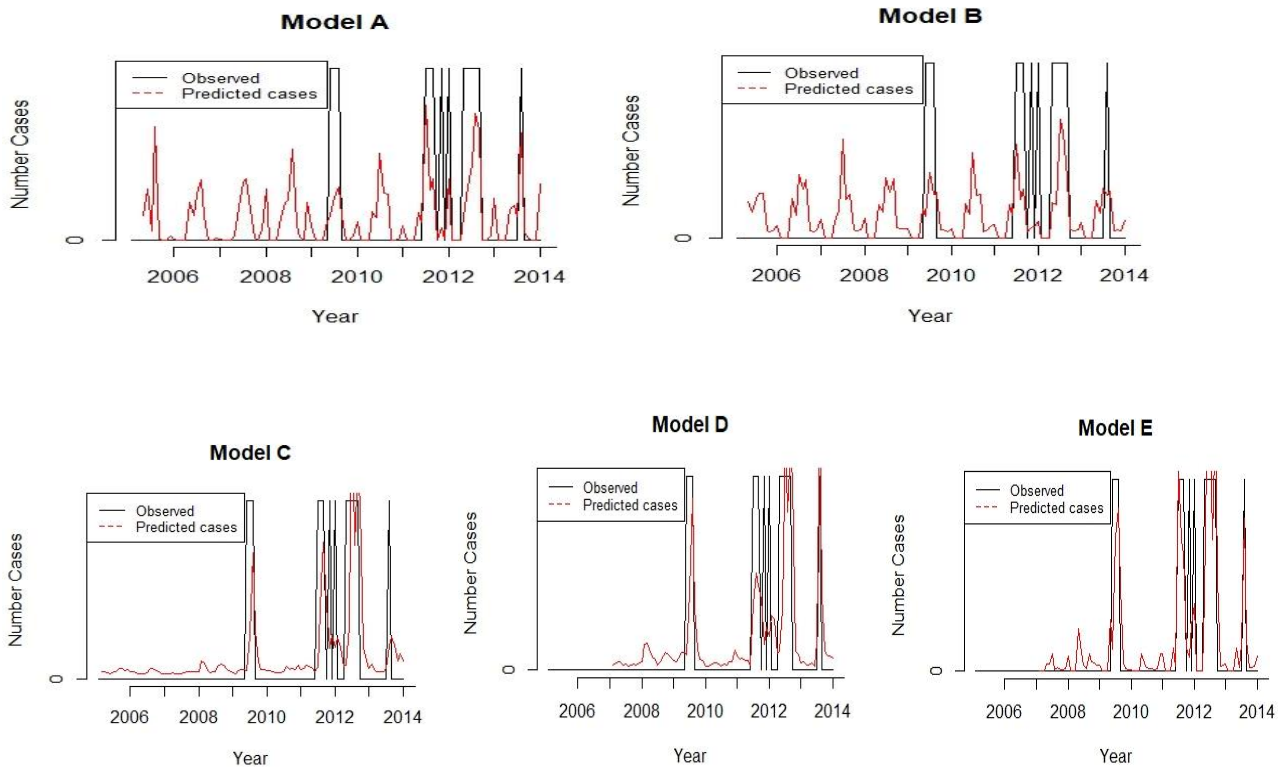 Model A
Observed
Predicted cases
Number Cases
0
2006 2008 2010 2012 2014
Year
Model B
Observed
Predicted cases
Number Cases
0
2006 2008 2010 2012 2014
Year
Model C
Observed
Predicted cases
Number Cases
0
2006 2008 2010 2012 2014
Year
Model D
Observed
Predicted cases
Number Cases
0
2006 2008 2010 2012 2014
Year
Model E
Observed
Predicted cases
Number Cases
0
2006 2008 2010 2012 2014
Year